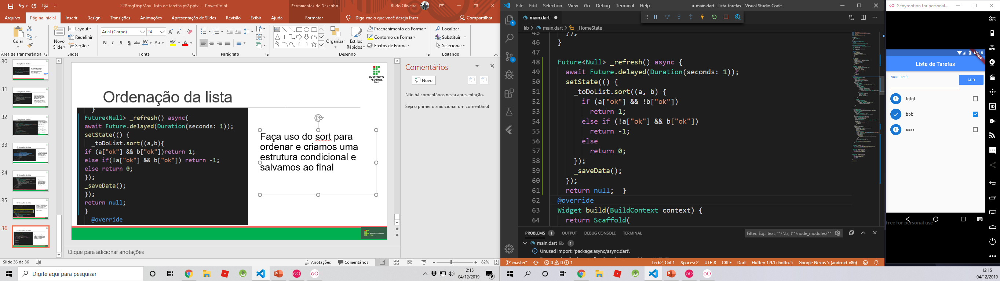 22ProgDispMov -lista de tarefas pt2.pptx - PowerPoint
Ferramentas de Desenho
Rildo Oliveira
Arquivo
Página Inicial
Inserir
Design
Transições
Animações
Apresentação de Slides
Revisão
Exibir
Ajuda
Formatar
Diga-me o que você deseja fazer
Compartilhar
Colar
Novo
Slide
Layout
Redefinir
Seção
Arial (Corpo)
24
N I S S abc AV Aa A
Organizar
Estilos
Rápidos
Preenchimento da Forma
Contorno da Forma
Efeitos de Forma
Localizar
Substituir
Selecionar
Área de Transferência
Slides
Fonte
Parágrafo
Desenho
Editando
30
31
32
33
34
35
36
INSTITUTO
FEDERAL
Piauí
Ordenação da lista
}
Future<Null> _refresh() async{
await Future.delayed(Duration(seconds: 1));
setState(() {
_toDoList.sort((a,b){
if (a["ok"] && b["ok"])return 1;
else if(!a["ok"] && b["ok"]) return -1;
else return 0;
});
_saveData();
});
return null;
}
@override
Faça uso do sort para
ordenar e criamos uma
estrutura condicional e
salvamos ao final
INSTITUTO FEDERAL
Comentários
Novo
Não há comentários nesta apresentação.
Seja o primeiro a adicionar um comentário!
Clique para adicionar anotações
Slide 36 de 36
Anotações
Comentários
82%
Digite aqui para pesquisar
12:15
04/12/2019
9
File Edit Selection View Go Debug Terminal Help
● main.dart - lista_tarefas - Visual Studio Code
main.dart
lib > main.dart > _HomeState
1
1
45 });
46 }
47
48 Future<Null> _refresh() async {
49 await Future.delayed(Duration(seconds: 1));
50 setState(() {
51 _toDoList.sort((a, b) {
52 if (a["ok"] && !b["ok"])
53 return 1;
54 else if (!a["ok"] && b["ok"])
55 return -1;
56 else
57 return 0;
58 });
59 _saveData();
60 });
61 return null; }
62 @override
63 Widget build(BuildContext context) {
64 return Scaffold(
PROBLEMS 1 OUTPUT DEBUG CONSOLE TERMINAL
Filter. E.g.: text, **/*.ts, !**/node_modules/**
main.dart lib 1
Unused import: 'package:async/async.dart'.
master* 0 0 1
Ln 62, Col 1
Spaces: 2
UTF-8
CRLF
Dart
Flutter: 1.9.1+hotfix.5
Google Nexus 5 (android-x86)
Genymotion for personal...
Open
GAPPS
GPS
ID
DEBUG
Lista de Tarefas
Nova Tarefa
ADD
fgfgf
bbb
xxxx
free for personal use
12:15
04/12/2019